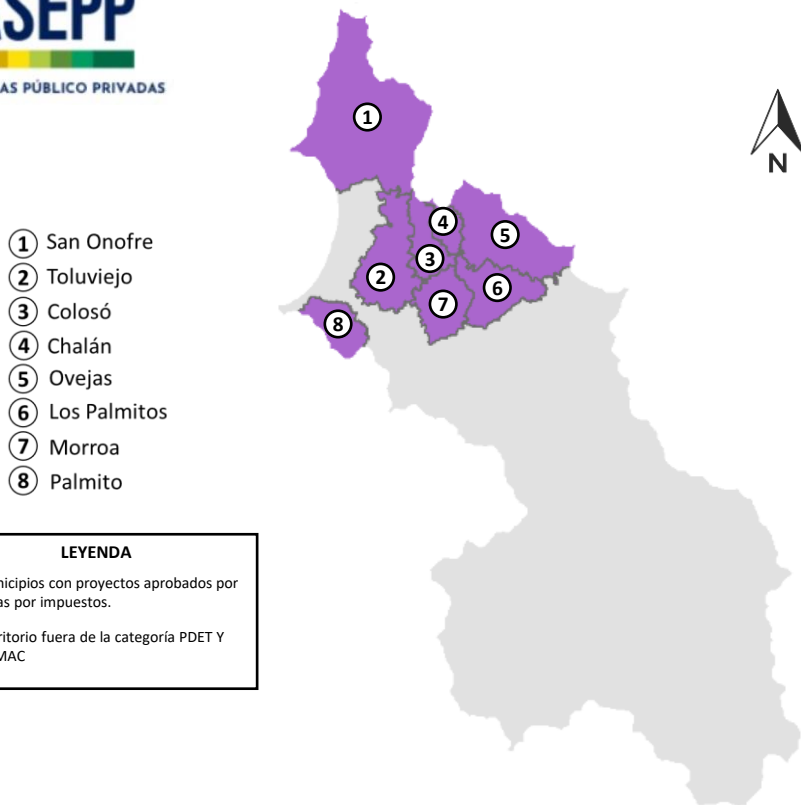 SEPP
AS PÚBLICO PRIVADAS
N
1
2
3
4
5
6
7
8
1 San Onofre
2 Toluviejo
3 Colosó
4 Chalán
5 Ovejas
6 Los Palmitos
7 Morroa
8 Palmito
LEYENDA
nicipios con proyectos aprobados por
as por impuestos.
ritorio fuera de la categoría PDET Y
MAC